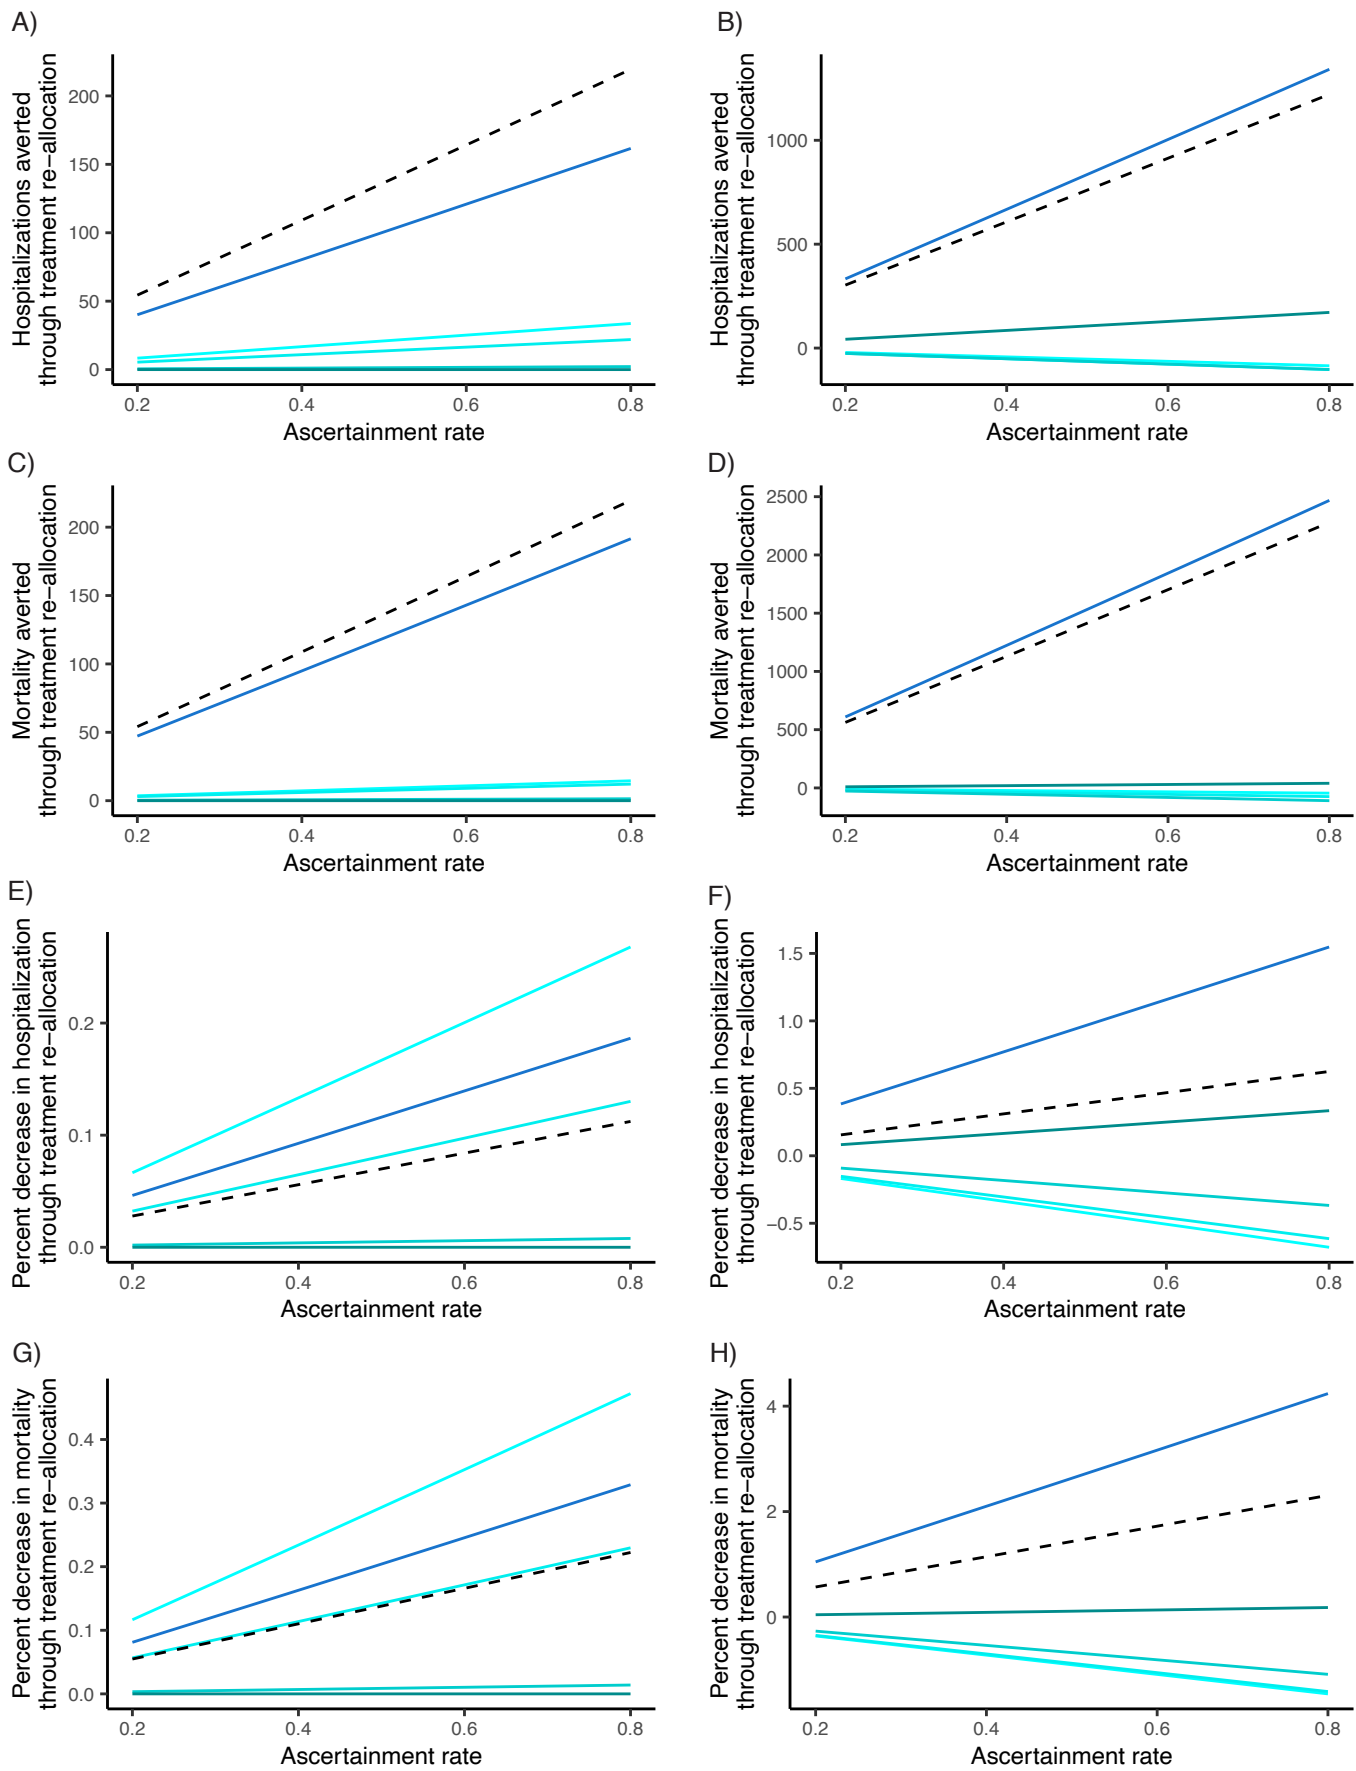 A)
Hospitalizations averted
through treatment re−allocation
200
150
100
50
0
0.2 0.4 0.6 0.8
Ascertainment rate
B)
Hospitalizations averted
through treatment re−allocation
1000
500
0
0.2 0.4 0.6 0.8
Ascertainment rate
C)
Mortality averted
through treatment re−allocation
200
150
100
50
0
0.2 0.4 0.6 0.8
Ascertainment rate
D)
Mortality averted
through treatment re−allocation
2500
2000
1500
1000
500
0
0.2 0.4 0.6 0.8
Ascertainment rate
E)
Percent decrease in hospitalization
through treatment re−allocation
0.2
0.1
0.0
0.2 0.4 0.6 0.8
Ascertainment rate
F)
Percent decrease in hospitalization
through treatment re−allocation
1.5
1.0
0.5
0.0
−0.5
0.2 0.4 0.6 0.8
Ascertainment rate
G)
Percent decrease in mortality
through treatment re−allocation
0.4
0.3
0.2
0.1
0.0
0.2 0.4 0.6 0.8
Ascertainment rate
H)
Percent decrease in mortality
through treatment re−allocation
4
2
0
0.2 0.4 0.6 0.8
Ascertainment rate